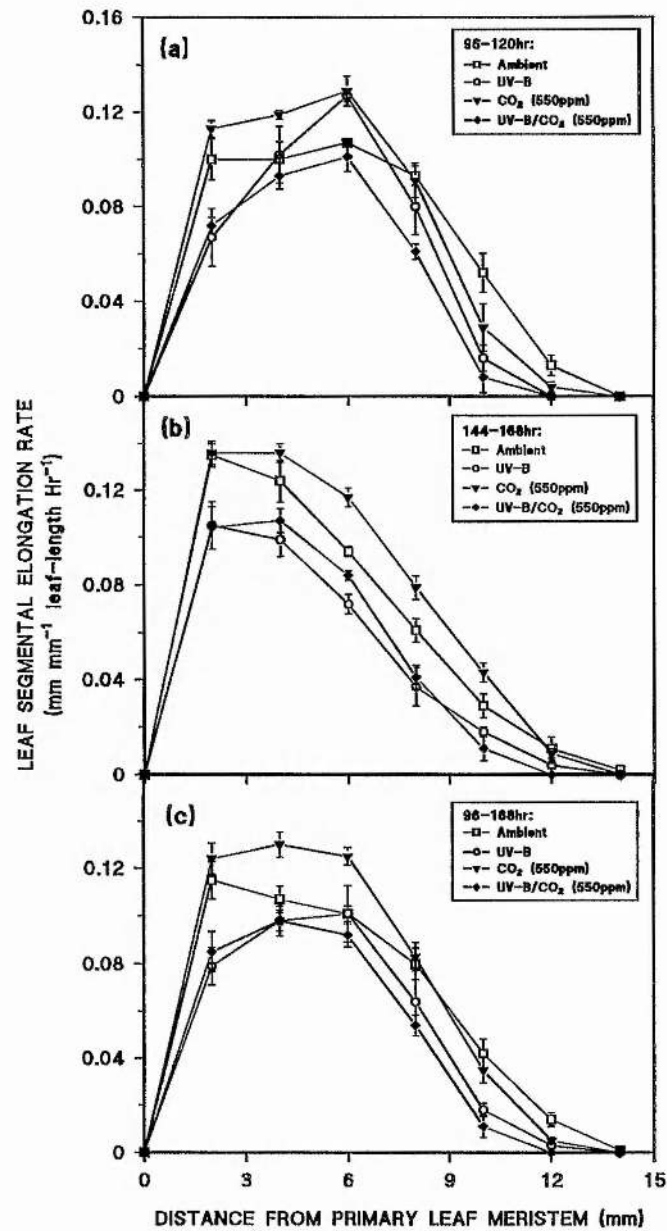 0.16
(a)
96-120hr:
Ambient
UV-B
CO₂ (550ppm)
UV-B/CO₂ (550ppm)
0.12
0.08
0.04
0
(b)
144-168hr:
Ambient
UV-B
CO₂ (550ppm)
UV-B/CO₂ (550ppm)
0.12
0.08
0.04
0
LEAF SEGMENTAL ELONGATION RATE
(mm mm⁻¹ leaf-length Hr⁻¹)
(c)
96-168hr:
Ambient
UV-B
CO₂ (550ppm)
UV-B/CO₂ (550ppm)
0.12
0.08
0.04
0
0 3 6 9 12 15
DISTANCE FROM PRIMARY LEAF MERISTEM (mm)